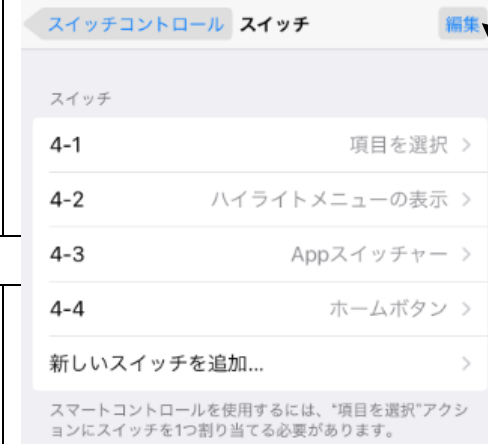 スイッチコントロール スイッチ 編集
スイッチ
4-1 項目を選択
4-2 ハイライトメニューの表示
4-3 Appスイッチャー
4-4 ホームボタン
新しいスイッチを追加...
スマートコントロールを使用するには、“項目を選択”アクシ
ョンにスイッチを1つ割り当てる必要があります。